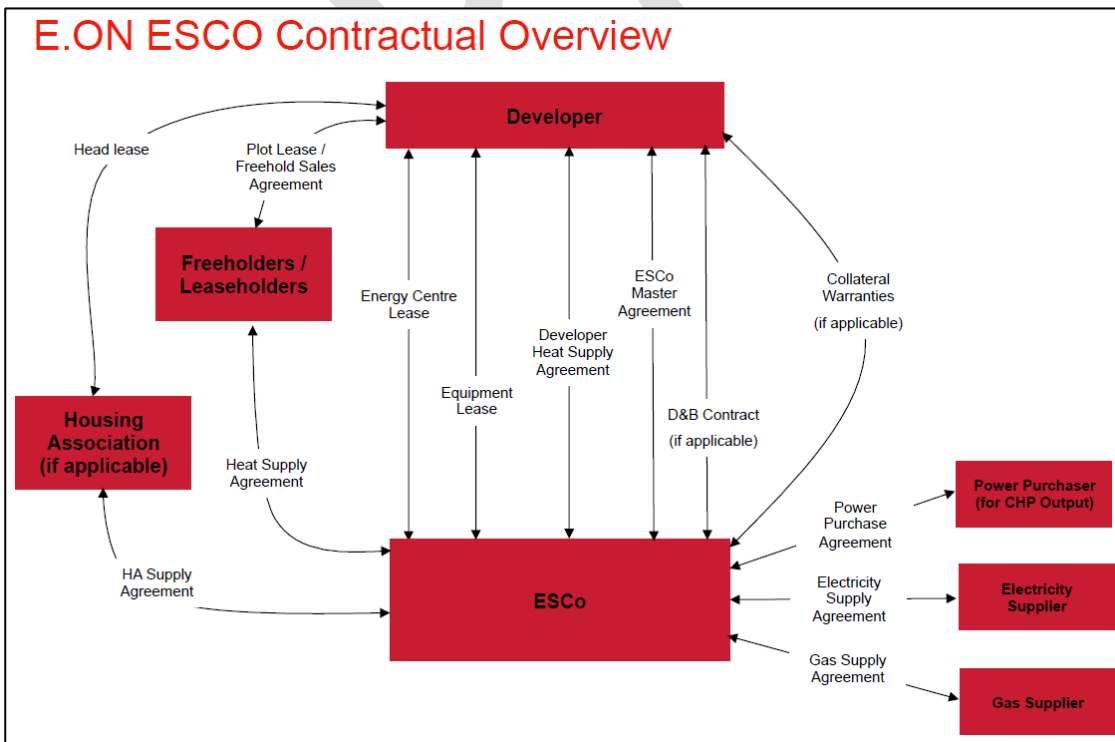 E.ON ESCO Contractual Overview
Developer
Head lease
Plot Lease /
Freehold Sales
Agreement
Freeholders /
Leaseholders
Energy Centre
Lease
Equipment
Lease
Developer
Heat Supply
Agreement
ESCo
Master
Agreement
D&B Contract
(if applicable)
Collateral
Warranties
(if applicable)
Housing
Association
(if applicable)
Heat Supply
Agreement
HA Supply
Agreement
ESCo
Power
Purchase
Agreement
Power Purchaser
(for CHP Output)
Electricity
Supply
Agreement
Electricity
Supplier
Gas Supply
Agreement
Gas Supplier